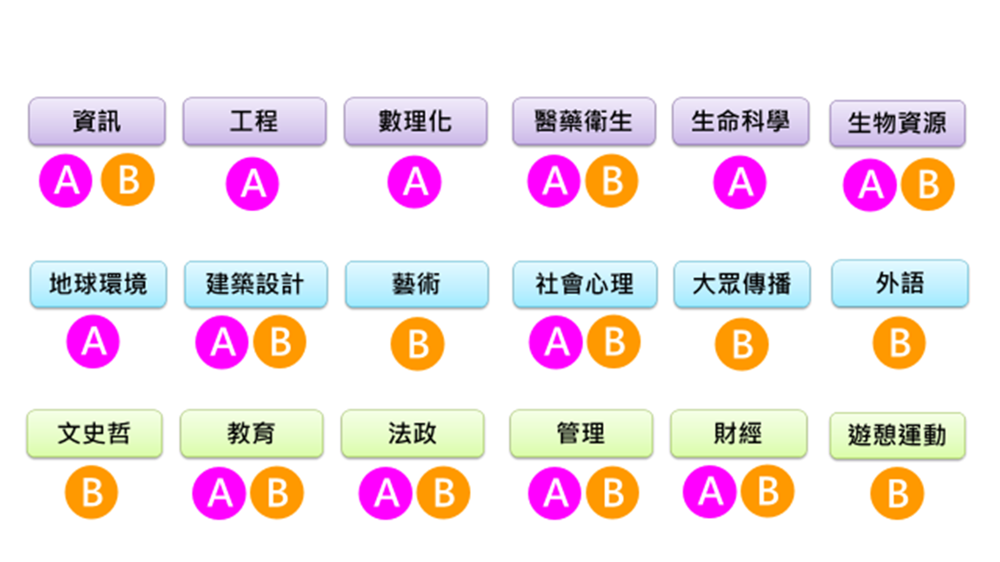 資訊 工程 數理化 醫藥衛生 生命科學 生物資源
A B A A A B A A B
地球環境 建築設計 藝術 社會心理 大眾傳播 外語
A A B B A B B B
文史哲 教育 法政 管理 財經 遊憩運動
B A B A B A B A B B